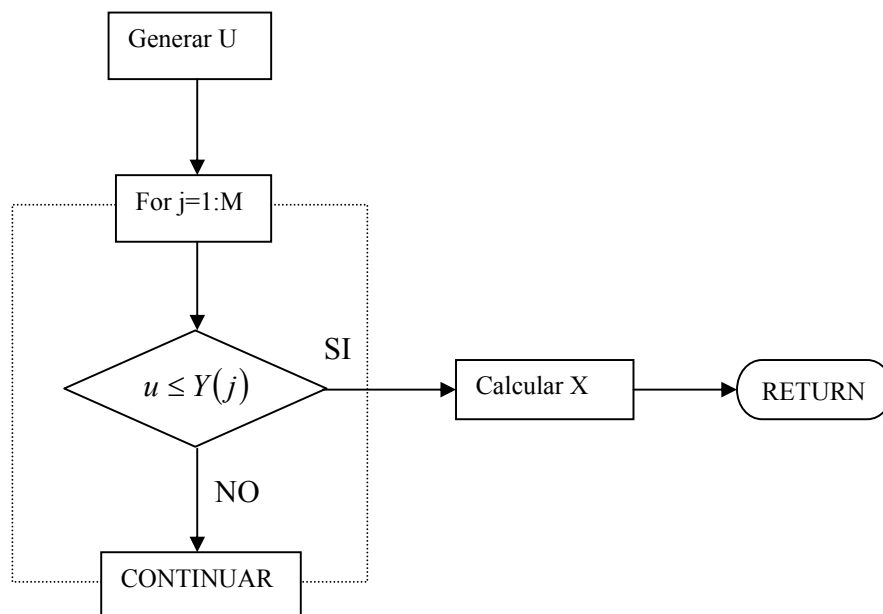 Generar U
For j=1:M
u ≤ Y(j)
SI
Calcular X
RETURN
NO
CONTINUAR